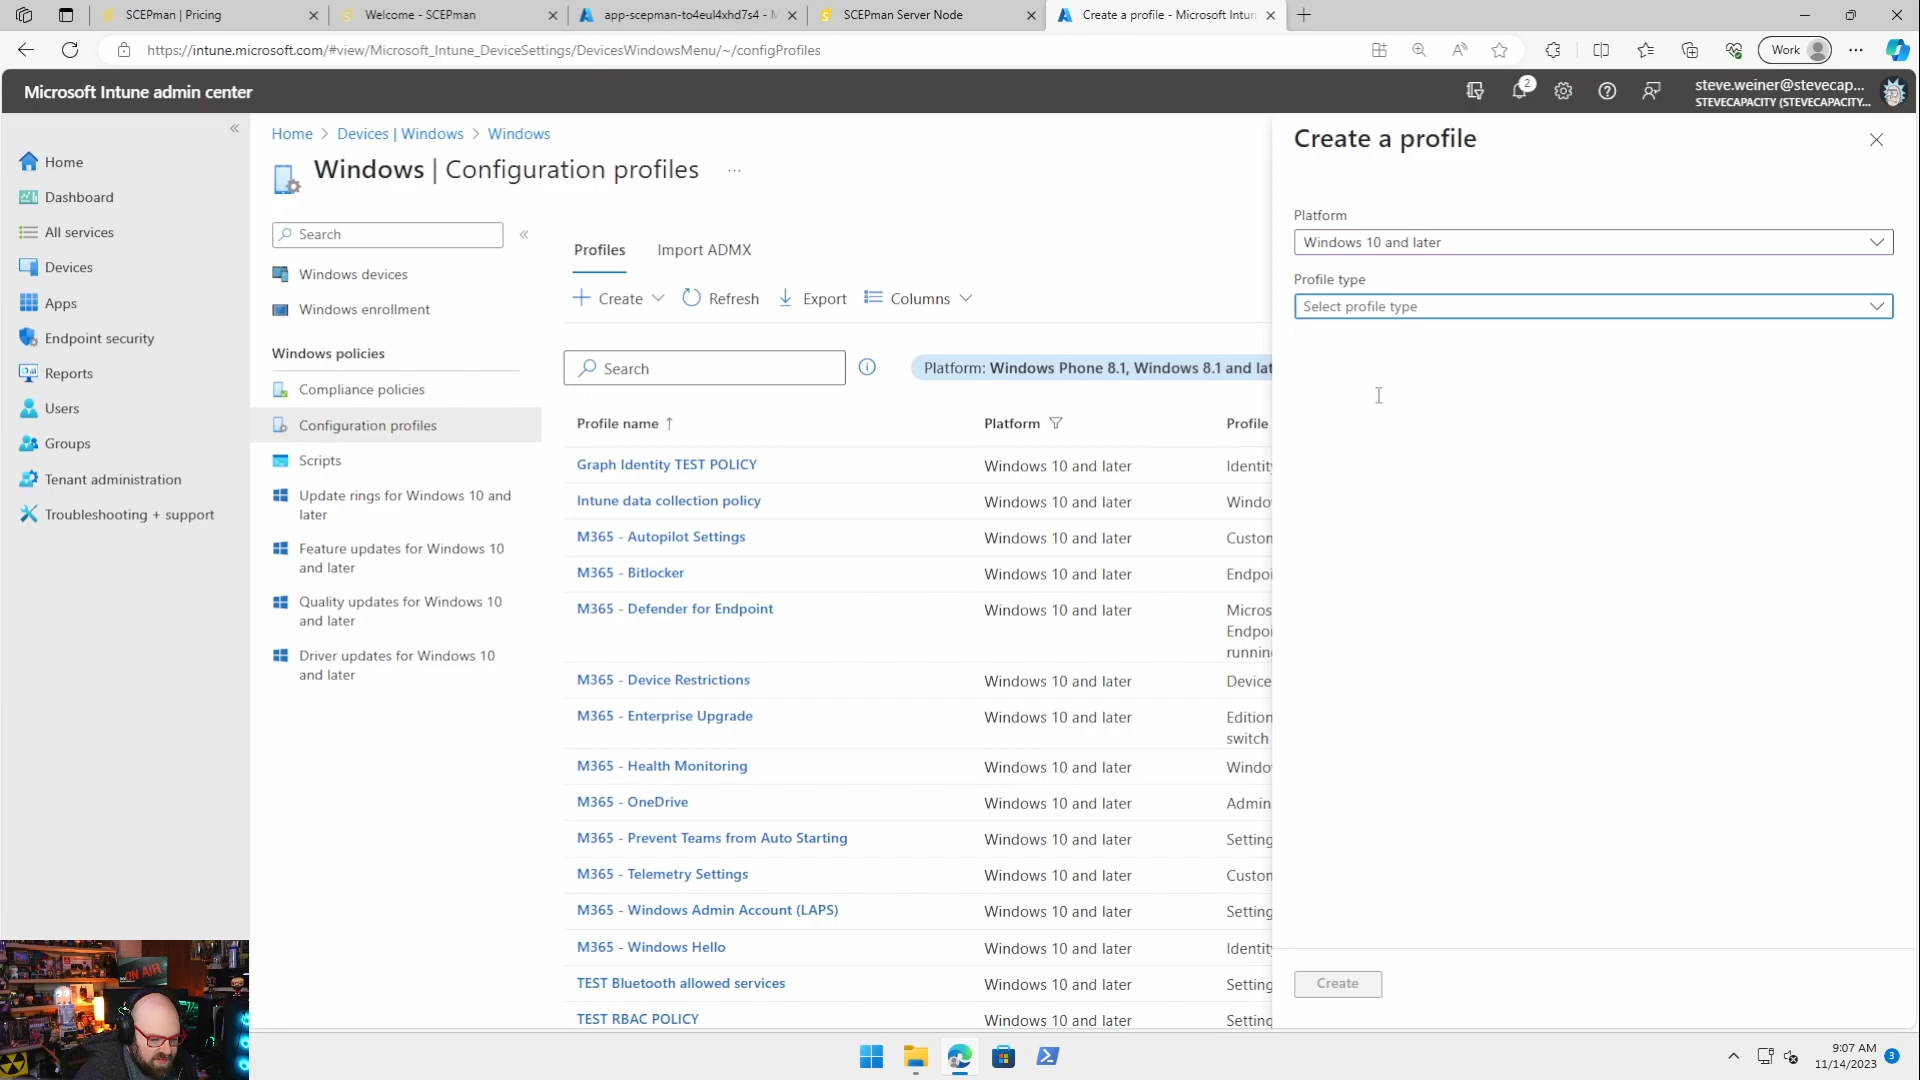 SCEPman | Pricing
Welcome - SCEPman
app-scepman-to4eul4xhd7s4 - M
SCEPman Server Node
Create a profile - Microsoft Intun
https://intune.microsoft.com/#view/Microsoft_Intune_DeviceSettings/DevicesWindowsMenu/~/configProfiles
Work
Microsoft Intune admin center
2
steve.weiner@stevecap...
STEVECAPACITY (STEVECAPACITY...
Home
Dashboard
All services
Devices
Apps
Endpoint security
Reports
Users
Groups
Tenant administration
Troubleshooting + support
Home > Devices | Windows > Windows
Windows | Configuration profiles
...
Search
Windows devices
Windows enrollment
Windows policies
Compliance policies
Configuration profiles
Scripts
Update rings for Windows 10 and
later
Feature updates for Windows 10
and later
Quality updates for Windows 10
and later
Driver updates for Windows 10
and later
Profiles
Import ADMX
Create
Refresh
Export
Columns
Search
Platform: Windows Phone 8.1, Windows 8.1 and lat
Profile name ↑
Platform
Profile
Graph Identity TEST POLICY
Windows 10 and later
Identity
Intune data collection policy
Windows 10 and later
Windo
M365 - Autopilot Settings
Windows 10 and later
Custon
M365 - Bitlocker
Windows 10 and later
Endpoi
M365 - Defender for Endpoint
Windows 10 and later
Micros
Endpoi
runnin
M365 - Device Restrictions
Windows 10 and later
Device
M365 - Enterprise Upgrade
Windows 10 and later
Edition
switch
M365 - Health Monitoring
Windows 10 and later
Windo
M365 - OneDrive
Windows 10 and later
Admin
M365 - Prevent Teams from Auto Starting
Windows 10 and later
Setting
M365 - Telemetry Settings
Windows 10 and later
Custon
M365 - Windows Admin Account (LAPS)
Windows 10 and later
Setting
M365 - Windows Hello
Windows 10 and later
Identity
TEST Bluetooth allowed services
Windows 10 and later
Setting
TEST RBAC POLICY
Windows 10 and later
Setting
Create a profile
Platform
Windows 10 and later
Profile type
Select profile type
Create
ON AIR
9:07 AM
11/14/2023
3